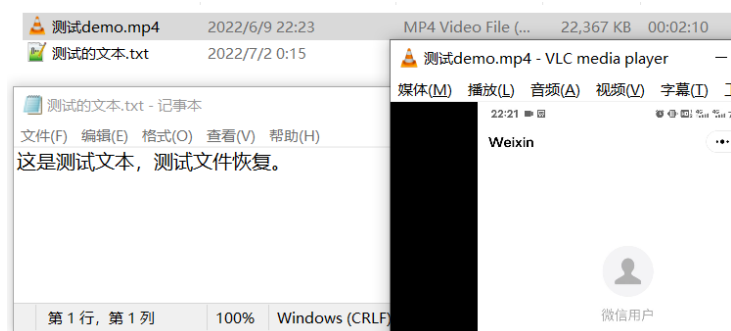 测试demo.mp4 2022/6/9 22:23 MP4 Video File (... 22,367 KB 00:02:10
测试的文本.txt 2022/7/2 0:15
测试demo.mp4 - VLC media player
媒体(M) 播放(L) 音频(A) 视频(V) 字幕(T)
测试的文本.txt - 记事本
文件(F) 编辑(E) 格式(O) 查看(V) 帮助(H)
这是测试文本，测试文件恢复。
22:21
Weixin
微信用户
第 1 行，第 1 列 100% Windows (CRLF)